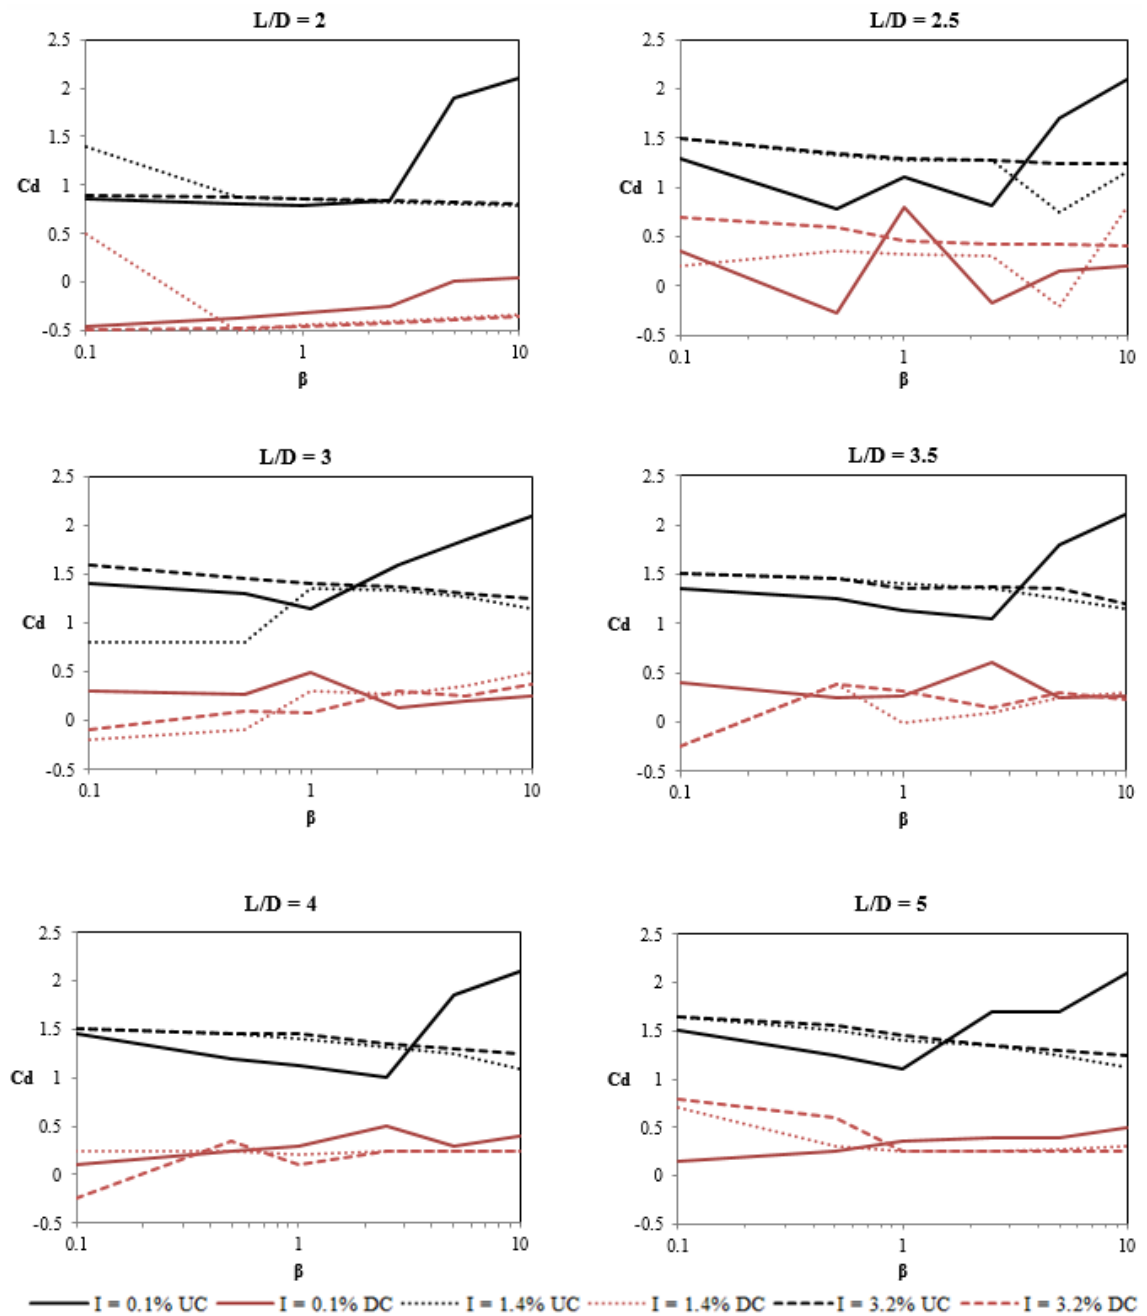 L/D = 2
2.5
2
1.5
Cd
1
0.5
0
-0.5
0.1 1 10
β
L/D = 2.5
2.5
2
1.5
Cd
1
0.5
0
-0.5
0.1 1 10
β
L/D = 3
2.5
2
1.5
Cd
1
0.5
0
-0.5
0.1 1 10
β
L/D = 3.5
2.5
2
1.5
Cd
1
0.5
0
-0.5
0.1 1 10
β
L/D = 4
2.5
2
1.5
Cd
1
0.5
0
-0.5
0.1 1 10
β
L/D = 5
2.5
2
1.5
Cd
1
0.5
0
-0.5
0.1 1 10
β
I = 0.1% UC I = 0.1% DC I = 1.4% UC I = 1.4% DC I = 3.2% UC I = 3.2% DC